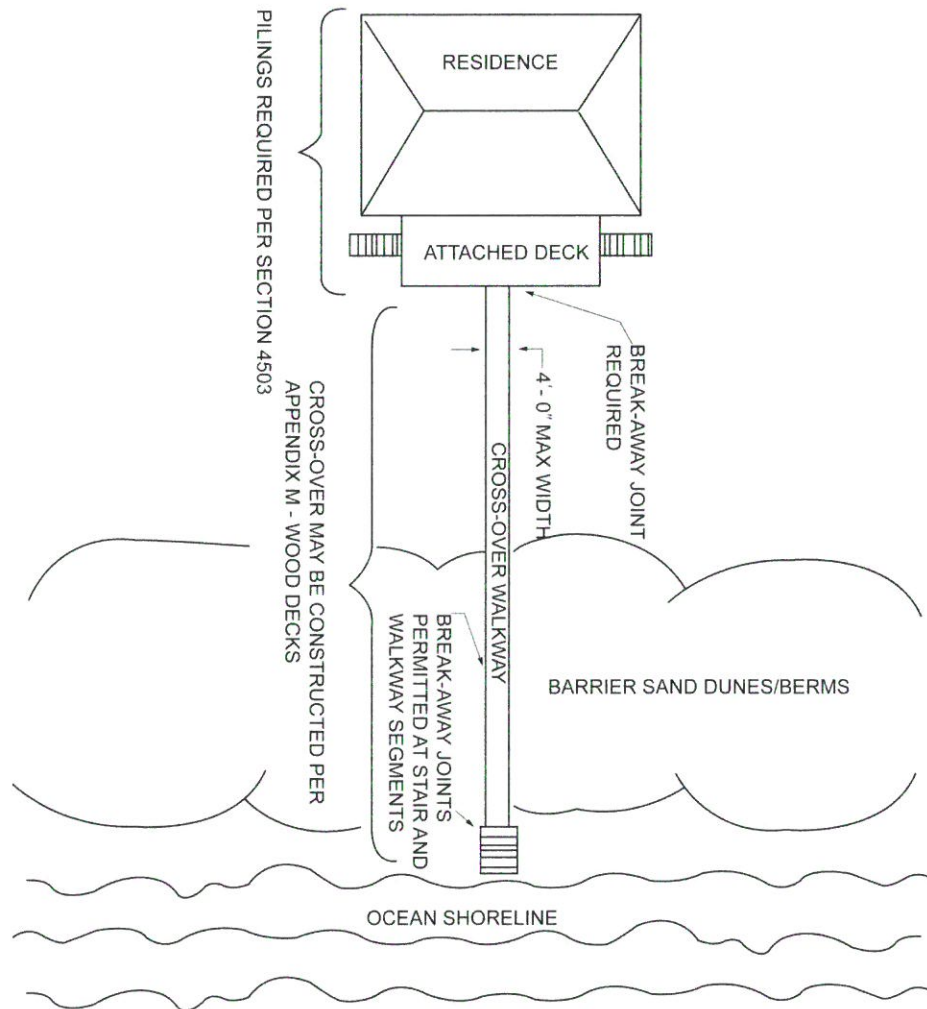 RESIDENCE
PILINGS REQUIRED PER SECTION 4503
ATTACHED DECK
BREAK-AWAY JOINT
REQUIRED
4'- 0" MAX WIDTH
CROSS-OVER WALKWAY
CROSS-OVER MAY BE CONSTRUCTED PER
APPENDIX M - WOOD DECKS
BREAK-AWAY JOINTS
PERMITTED AT STAIR AND
WALKWAY SEGMENTS
BARRIER SAND DUNES/BERMS
OCEAN SHORELINE